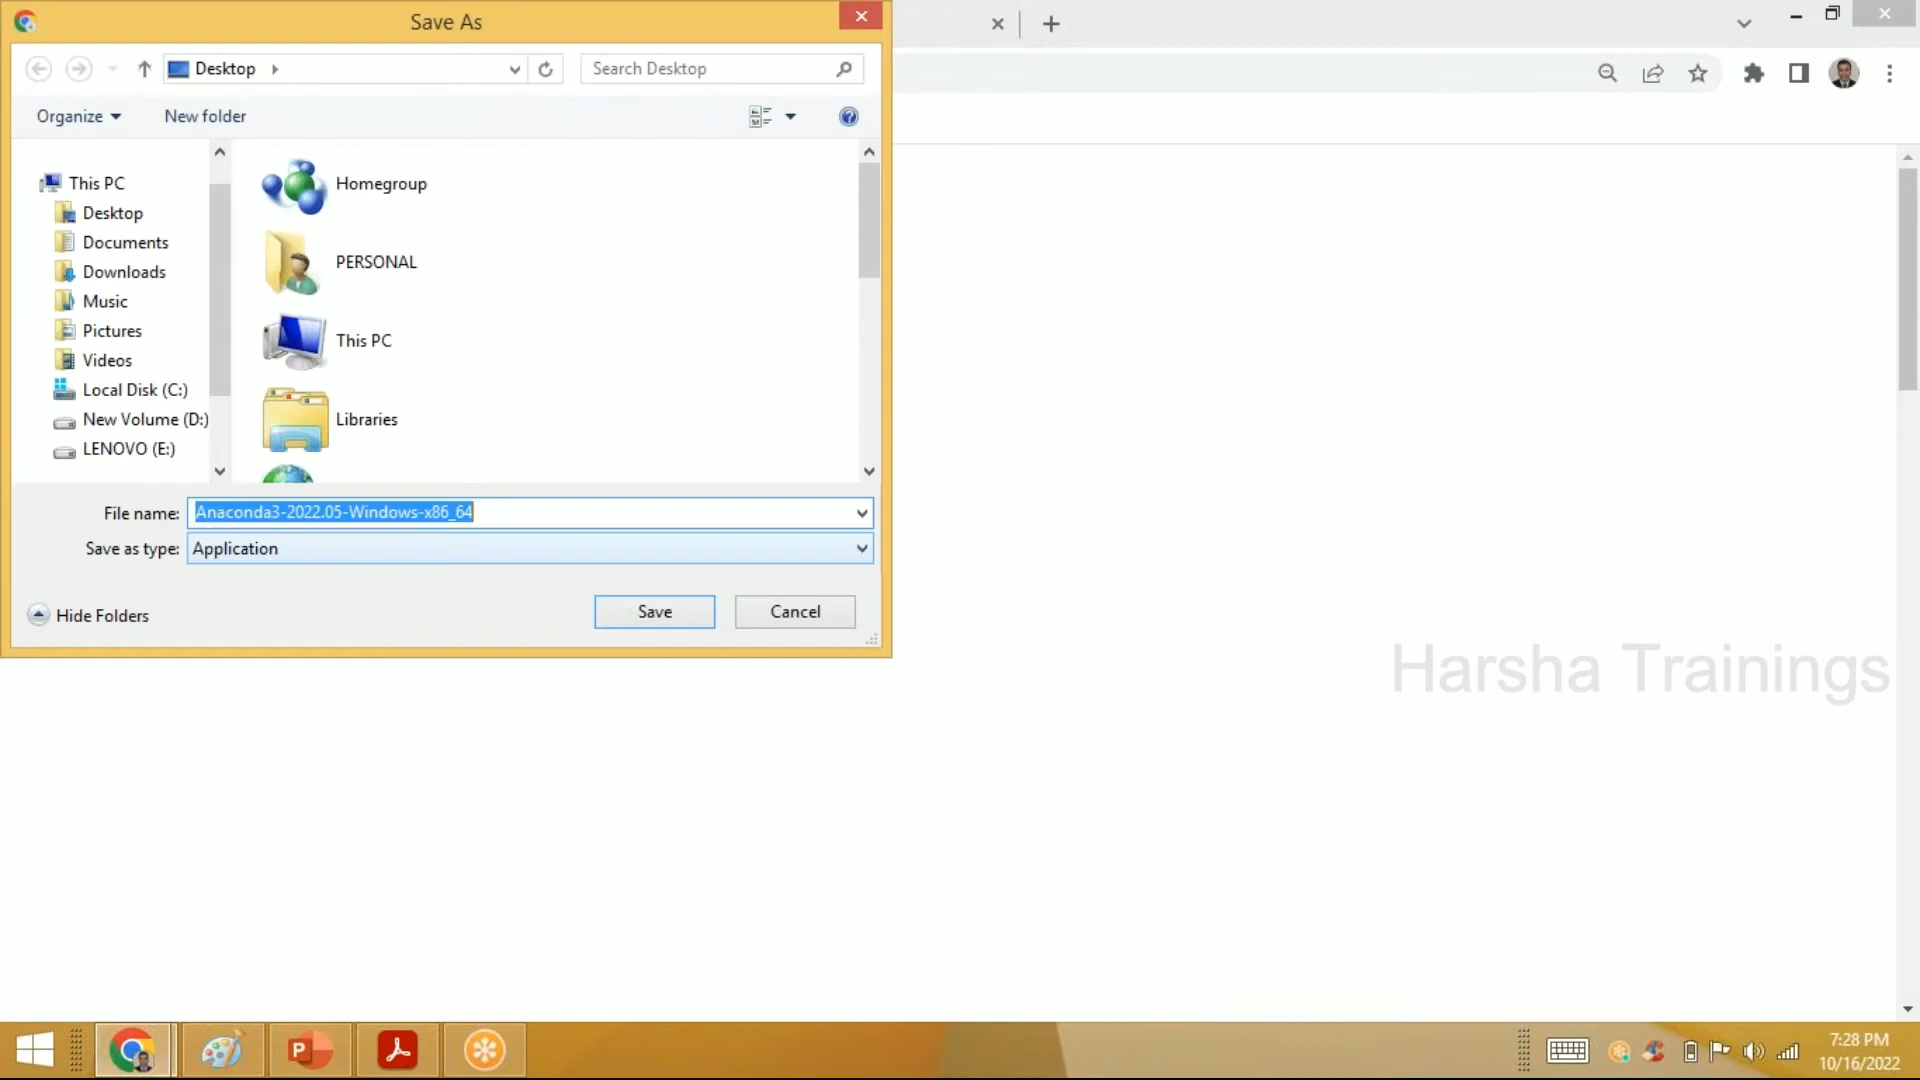 Save As
Desktop
Search Desktop
Organize
New folder
This PC
Desktop
Documents
Downloads
Music
Pictures
Videos
Local Disk (C:)
New Volume (D:)
LENOVO (E:)
Homegroup
PERSONAL
This PC
Libraries
File name: Anaconda3-2022.05-Windows-x86_64
Save as type: Application
Hide Folders
Save
Cancel
Harsha Trainings
7:28 PM
10/16/2022